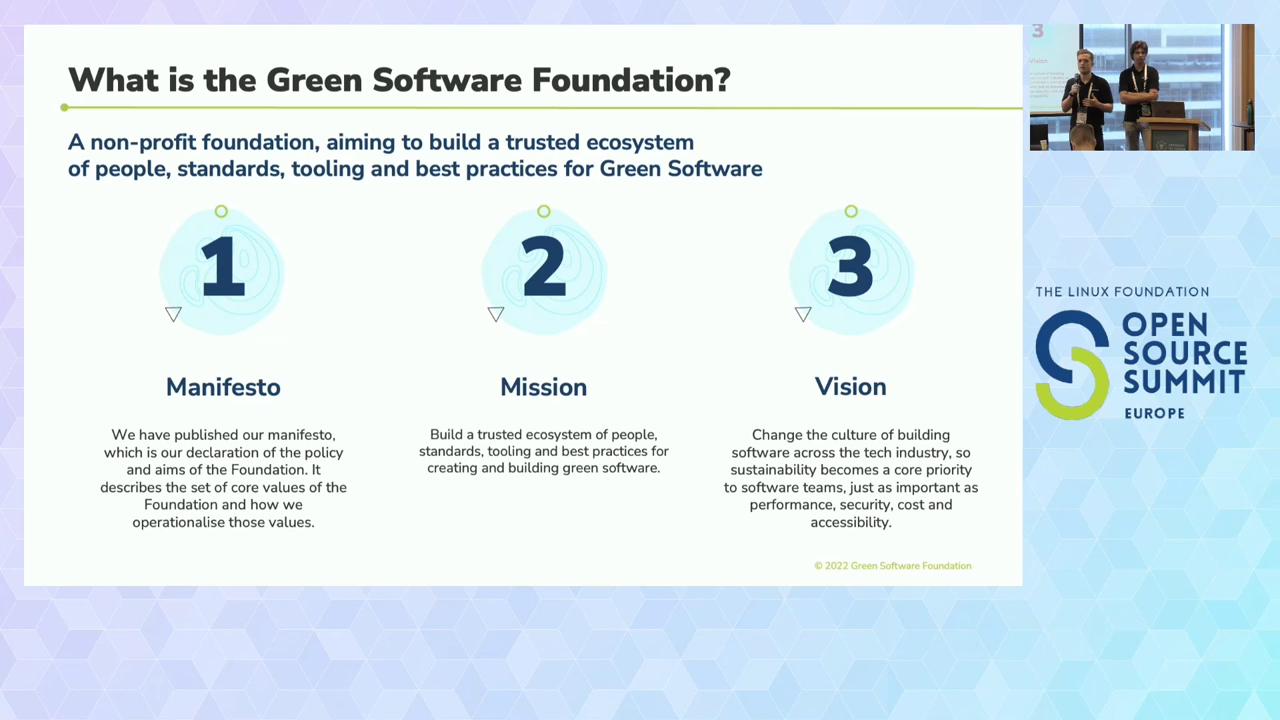 What is the Green Software Foundation?
A non-profit foundation, aiming to build a trusted ecosystem
of people, standards, tooling and best practices for Green Software
1
Manifesto
We have published our manifesto,
which is our declaration of the policy
and aims of the Foundation. It
describes the set of core values of the
Foundation and how we
operationalise those values.
2
Mission
Build a trusted ecosystem of people,
standards, tooling and best practices for
creating and building green software.
3
Vision
Change the culture of building
software across the tech industry, so
sustainability becomes a core priority
to software teams, just as important as
performance, security, cost and
accessibility.
© 2022 Green Software Foundation
3
Vision
THE LINUX FOUNDATION
OPEN
SOURCE
SUMMIT
EUROPE